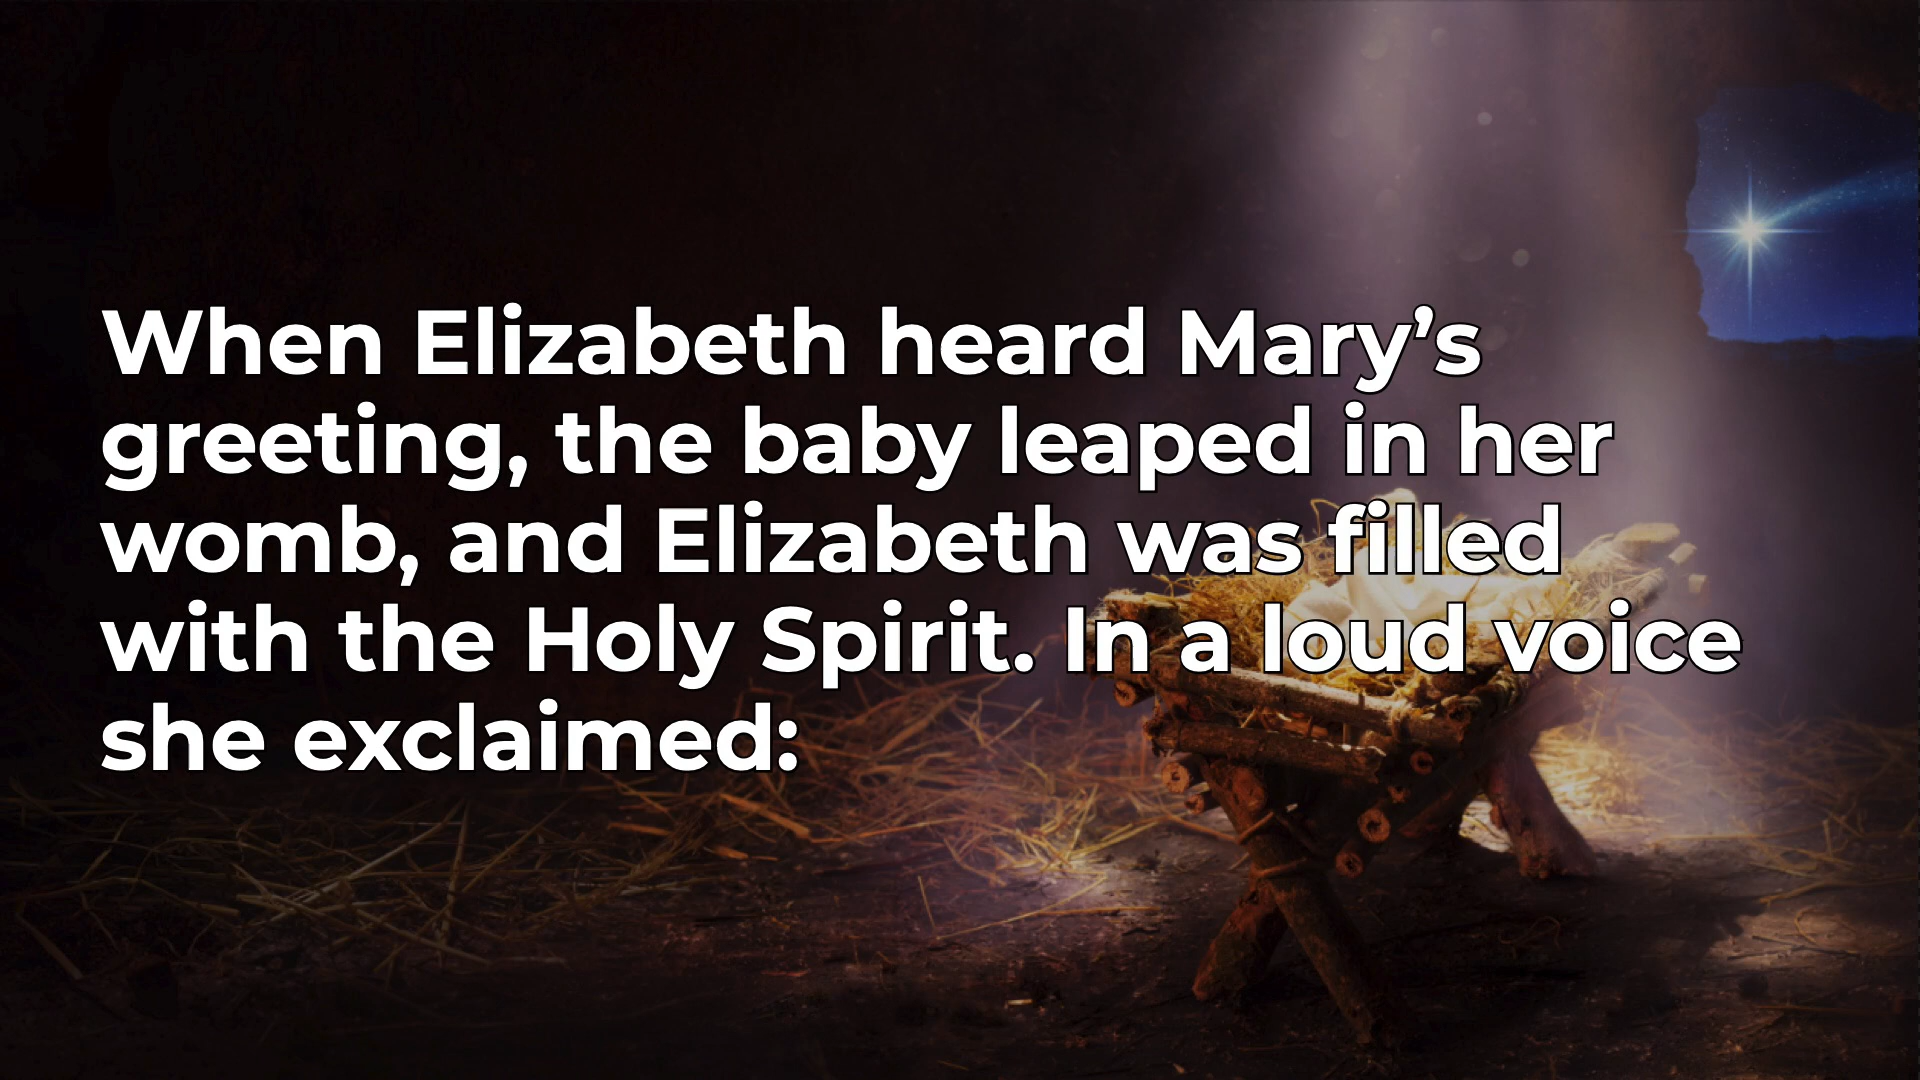 When Elizabeth heard Mary’s
greeting, the baby leaped in her
womb, and Elizabeth was filled
with the Holy Spirit. In a loud voice
she exclaimed: